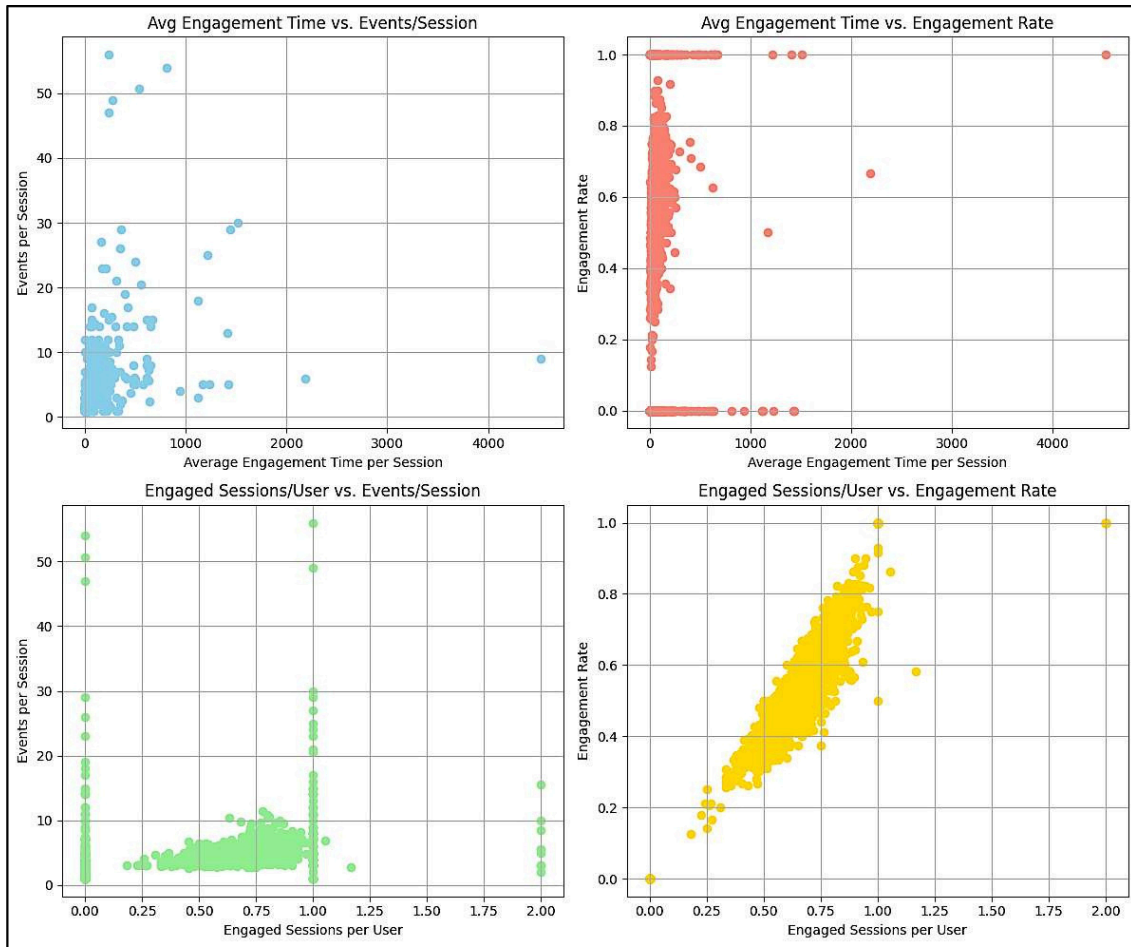 Avg Engagement Time vs. Events/Session
Events per Session
50
40
30
20
10
0
0 1000 2000 3000 4000
Average Engagement Time per Session
Avg Engagement Time vs. Engagement Rate
Engagement Rate
1.0
0.8
0.6
0.4
0.2
0.0
0 1000 2000 3000 4000
Average Engagement Time per Session
Engaged Sessions/User vs. Events/Session
Events per Session
50
40
30
20
10
0
0.00 0.25 0.50 0.75 1.00 1.25 1.50 1.75 2.00
Engaged Sessions per User
Engaged Sessions/User vs. Engagement Rate
Engagement Rate
1.0
0.8
0.6
0.4
0.2
0.0
0.00 0.25 0.50 0.75 1.00 1.25 1.50 1.75 2.00
Engaged Sessions per User